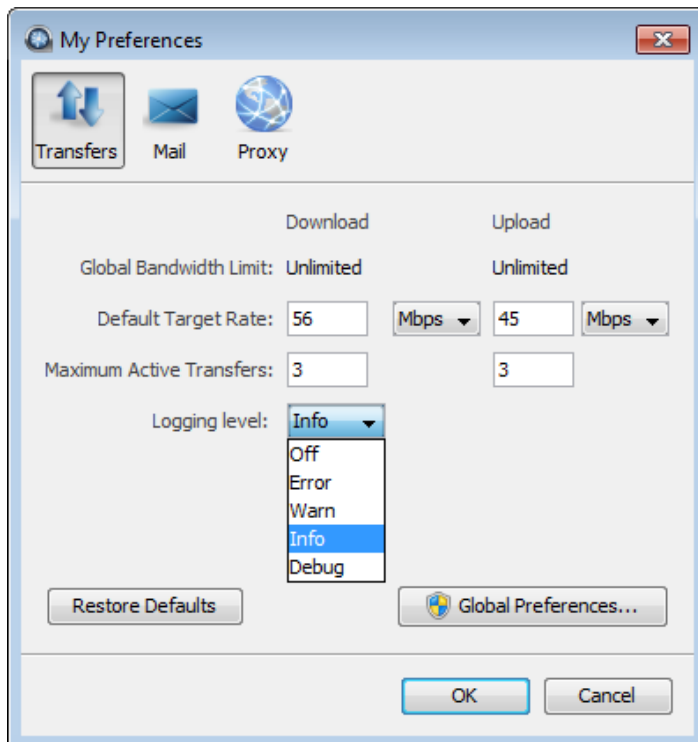 My Preferences
Transfers Mail Proxy
Download Upload
Global Bandwidth Limit: Unlimited Unlimited
Default Target Rate: 56 Mbps 45 Mbps
Maximum Active Transfers: 3 3
Logging level: Info
Off
Error
Warn
Info
Debug
Restore Defaults Global Preferences...
OK Cancel